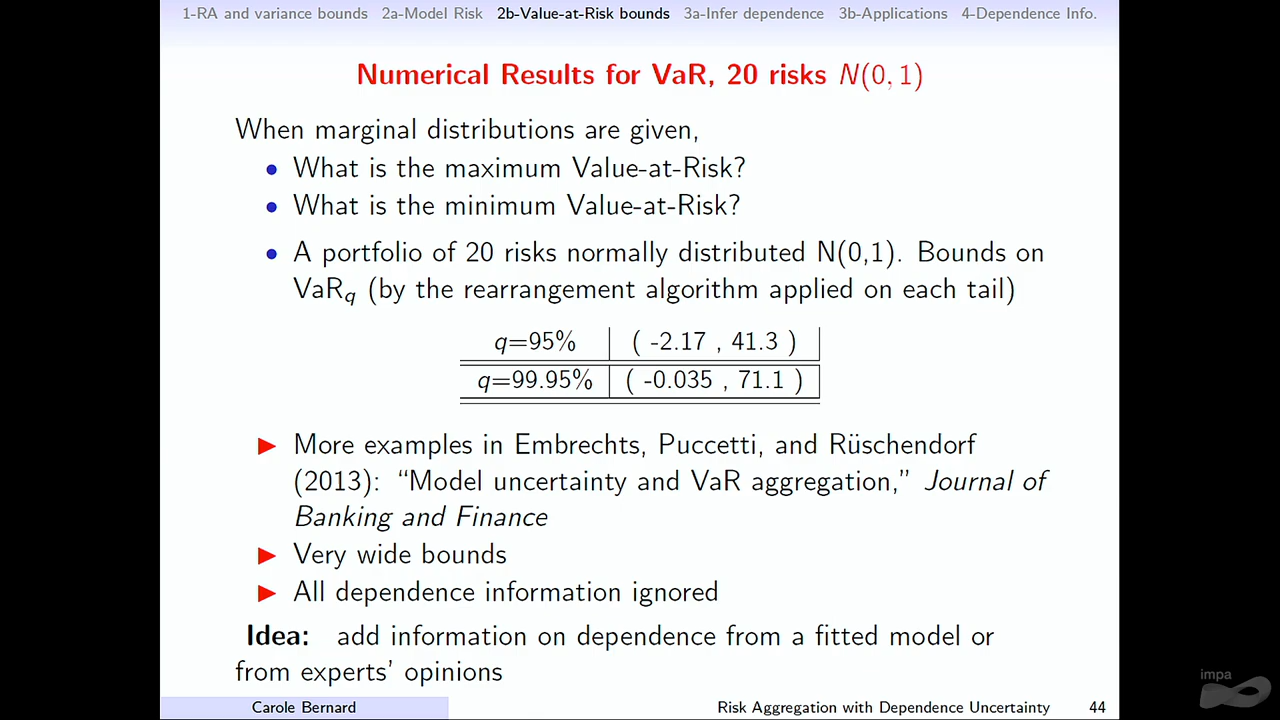 1-RA and variance bounds 2a-Model Risk 2b-Value-at-Risk bounds 3a-Infer dependence 3b-Applications 4-Dependence Info.
Numerical Results for VaR, 20 risks N(0, 1)
When marginal distributions are given,
• What is the maximum Value-at-Risk?
• What is the minimum Value-at-Risk?
• A portfolio of 20 risks normally distributed N(0,1). Bounds on
VaRq (by the rearrangement algorithm applied on each tail)
q=95% ( -2.17 , 41.3 )
q=99.95% ( -0.035 , 71.1 )
▶ More examples in Embrechts, Puccetti, and Rüschendorf
(2013): “Model uncertainty and VaR aggregation,” Journal of
Banking and Finance
▶ Very wide bounds
▶ All dependence information ignored
Idea: add information on dependence from a fitted model or
from experts’ opinions
Carole Bernard Risk Aggregation with Dependence Uncertainty 44
impa